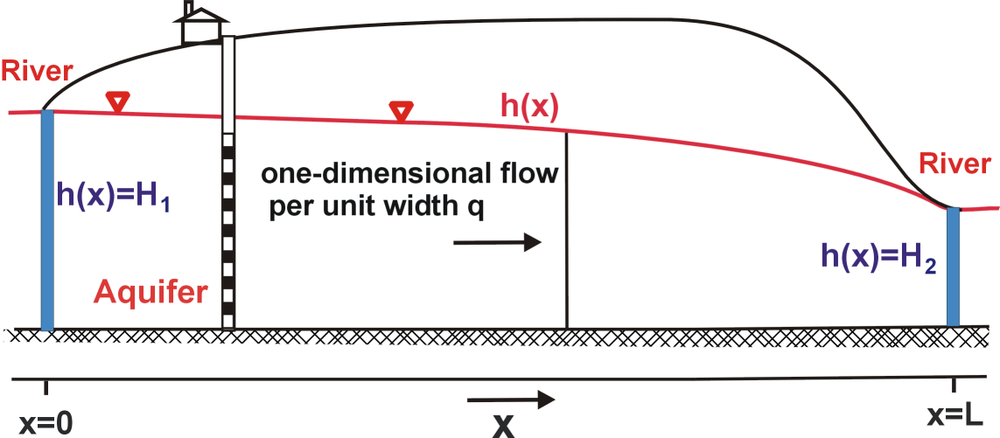 River
h(x)
one-dimensional flow
per unit width q
River
h(x)=H₁
h(x)=H₂
Aquifer
x=0
x
x=L